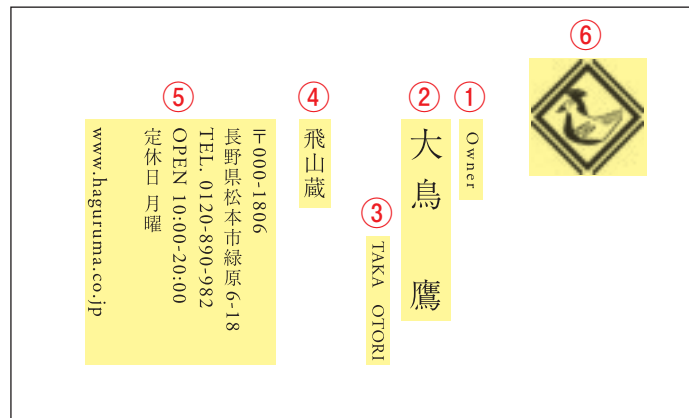 ⑥
①
Owner
②
大鳥 鷹
③
TAKA OTORI
④
飛山蔵
⑤
〒000-1806
長野県松本市緑原6-18
TEL. 0120-890-982
OPEN 10:00-20:00
定休日 月曜
www.haguruma.co.jp